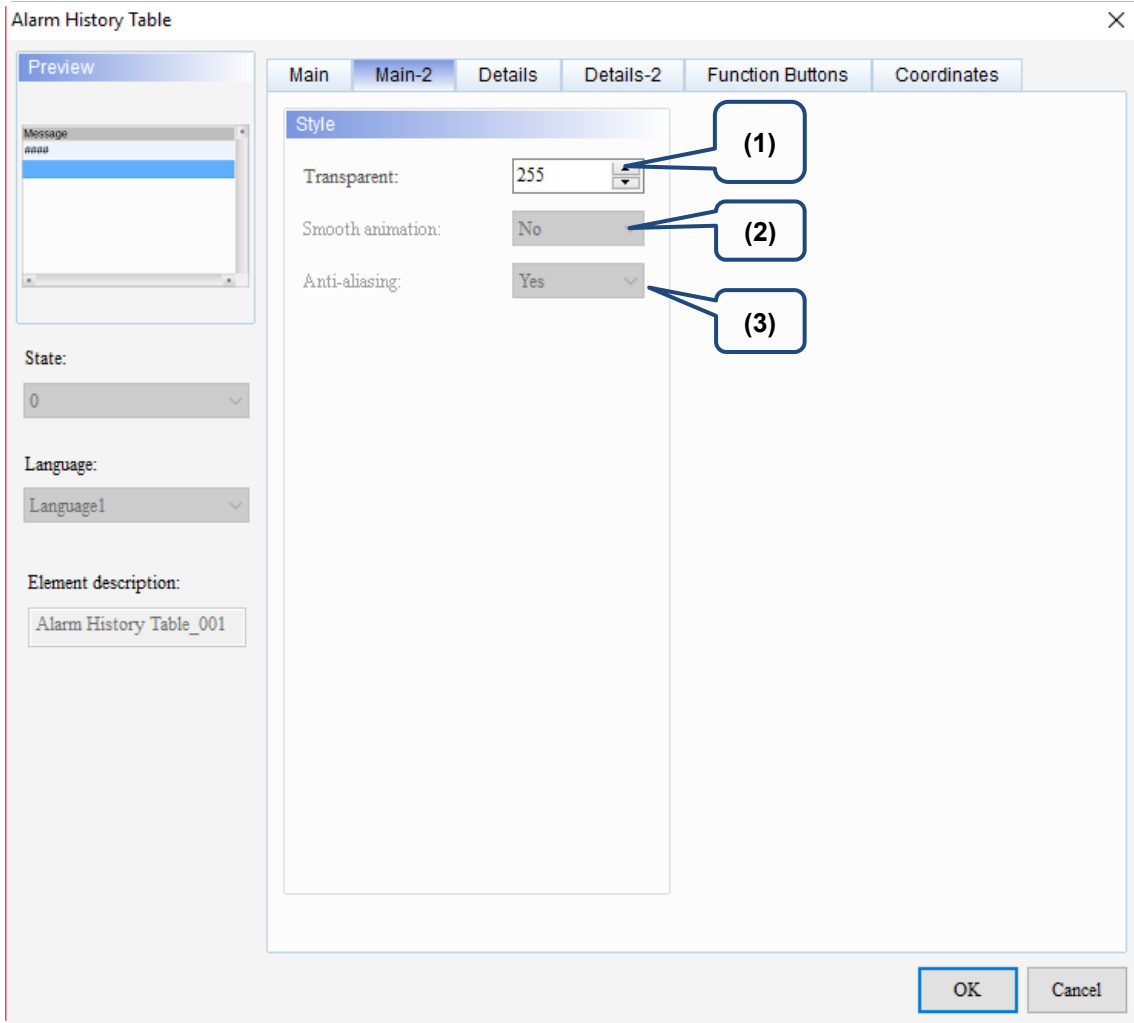 Alarm History Table
Preview
Message
####
State:
0
Language:
Language1
Element description:
Alarm History Table_001
Main Main-2 Details Details-2 Function Buttons Coordinates
Style
Transparent: 255
Smooth animation: No
Anti-aliasing: Yes
(1)
(2)
(3)
OK Cancel